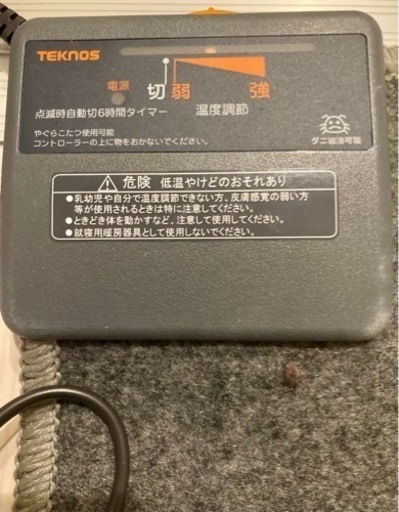 TEKNOS
電源 切 弱 強
点滅時自動切6時間タイマー 温度調節
やぐらこたつ使用可能
コントローラーの上に物をおかないでください。
ダニ退治可能
危険 低温やけどのおそれあり
●乳幼児や自分で温度調節できない方、皮膚感覚の弱い方
等が使用されるときは特に注意してください。
●ときどき体を動かすなど、注意して使用してください。
●就寝用暖房器具として使用しないでください。